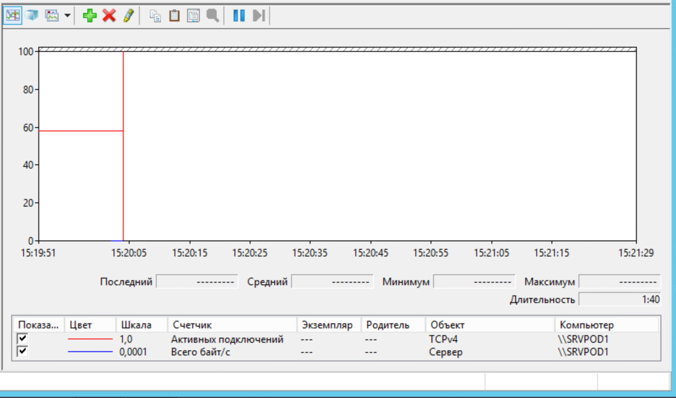 100
80
60
40
20
0
15:19:51 15:20:05 15:20:15 15:20:25 15:20:35 15:20:45 15:20:55 15:21:05 15:21:15 15:21:29
Последний --------- Средний --------- Минимум --------- Максимум ---------
Длительность 1:40
Показа... Цвет Шкала Счетчик Экземпляр Родитель Объект Компьютер
1,0 Активных подключений --- --- TCPv4 \\SRVPOD1
0,0001 Всего байт/с --- --- Сервер \\SRVPOD1